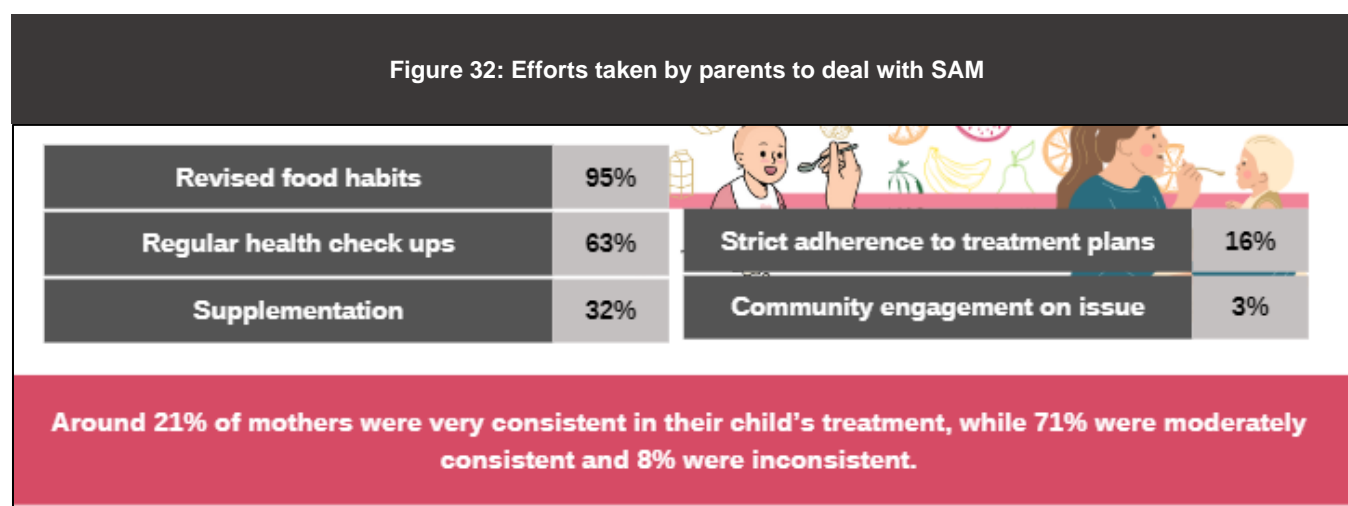 Figure 32: Efforts taken by parents to deal with SAM
Revised food habits 95%
Regular health check ups 63%
Supplementation 32%
Strict adherence to treatment plans 16%
Community engagement on issue 3%
Around 21% of mothers were very consistent in their child's treatment, while 71% were moderately
consistent and 8% were inconsistent.